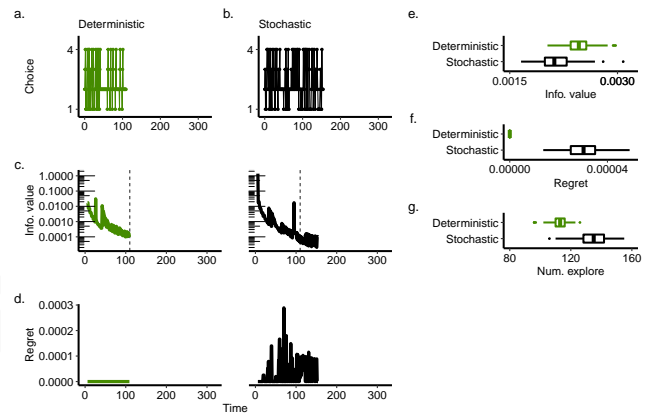 a.
Deterministic
Choice
4
1
0 100 200 300
b.
Stochastic
4
1
0 100 200 300
c.
Info. value
1.0000
0.1000
0.0100
0.0010
0.0001
0 100 200 300
0 100 200 300
d.
Regret
0.0003
0.0002
0.0001
0.0000
0 100 200 300
0 100 200 300
Time
e.
Deterministic
Stochastic
0.0015 0.0030
Info. value
f.
Deterministic
Stochastic
0.00000 0.00004
Regret
g.
Deterministic
Stochastic
80 120 160
Num. explore